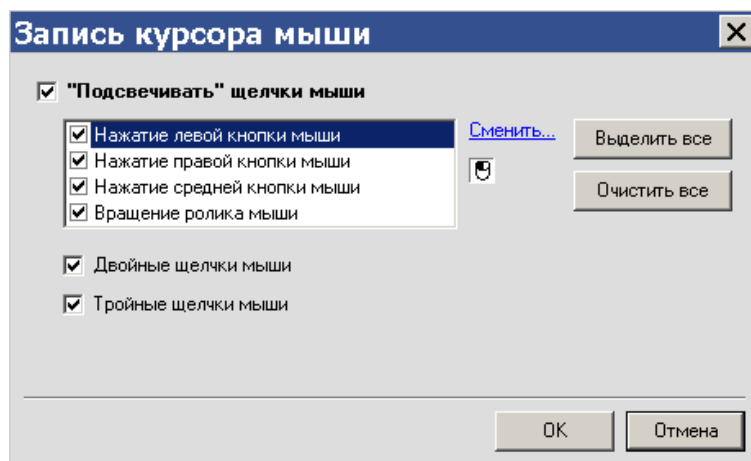 Запись курсора мыши
"Подсвечивать" щелчки мыши
Нажатие левой кнопки мыши
Нажатие правой кнопки мыши
Нажатие средней кнопки мыши
Вращение ролика мыши
Сменить...
Выделить все
Очистить все
Двойные щелчки мыши
Тройные щелчки мыши
OK
Отмена